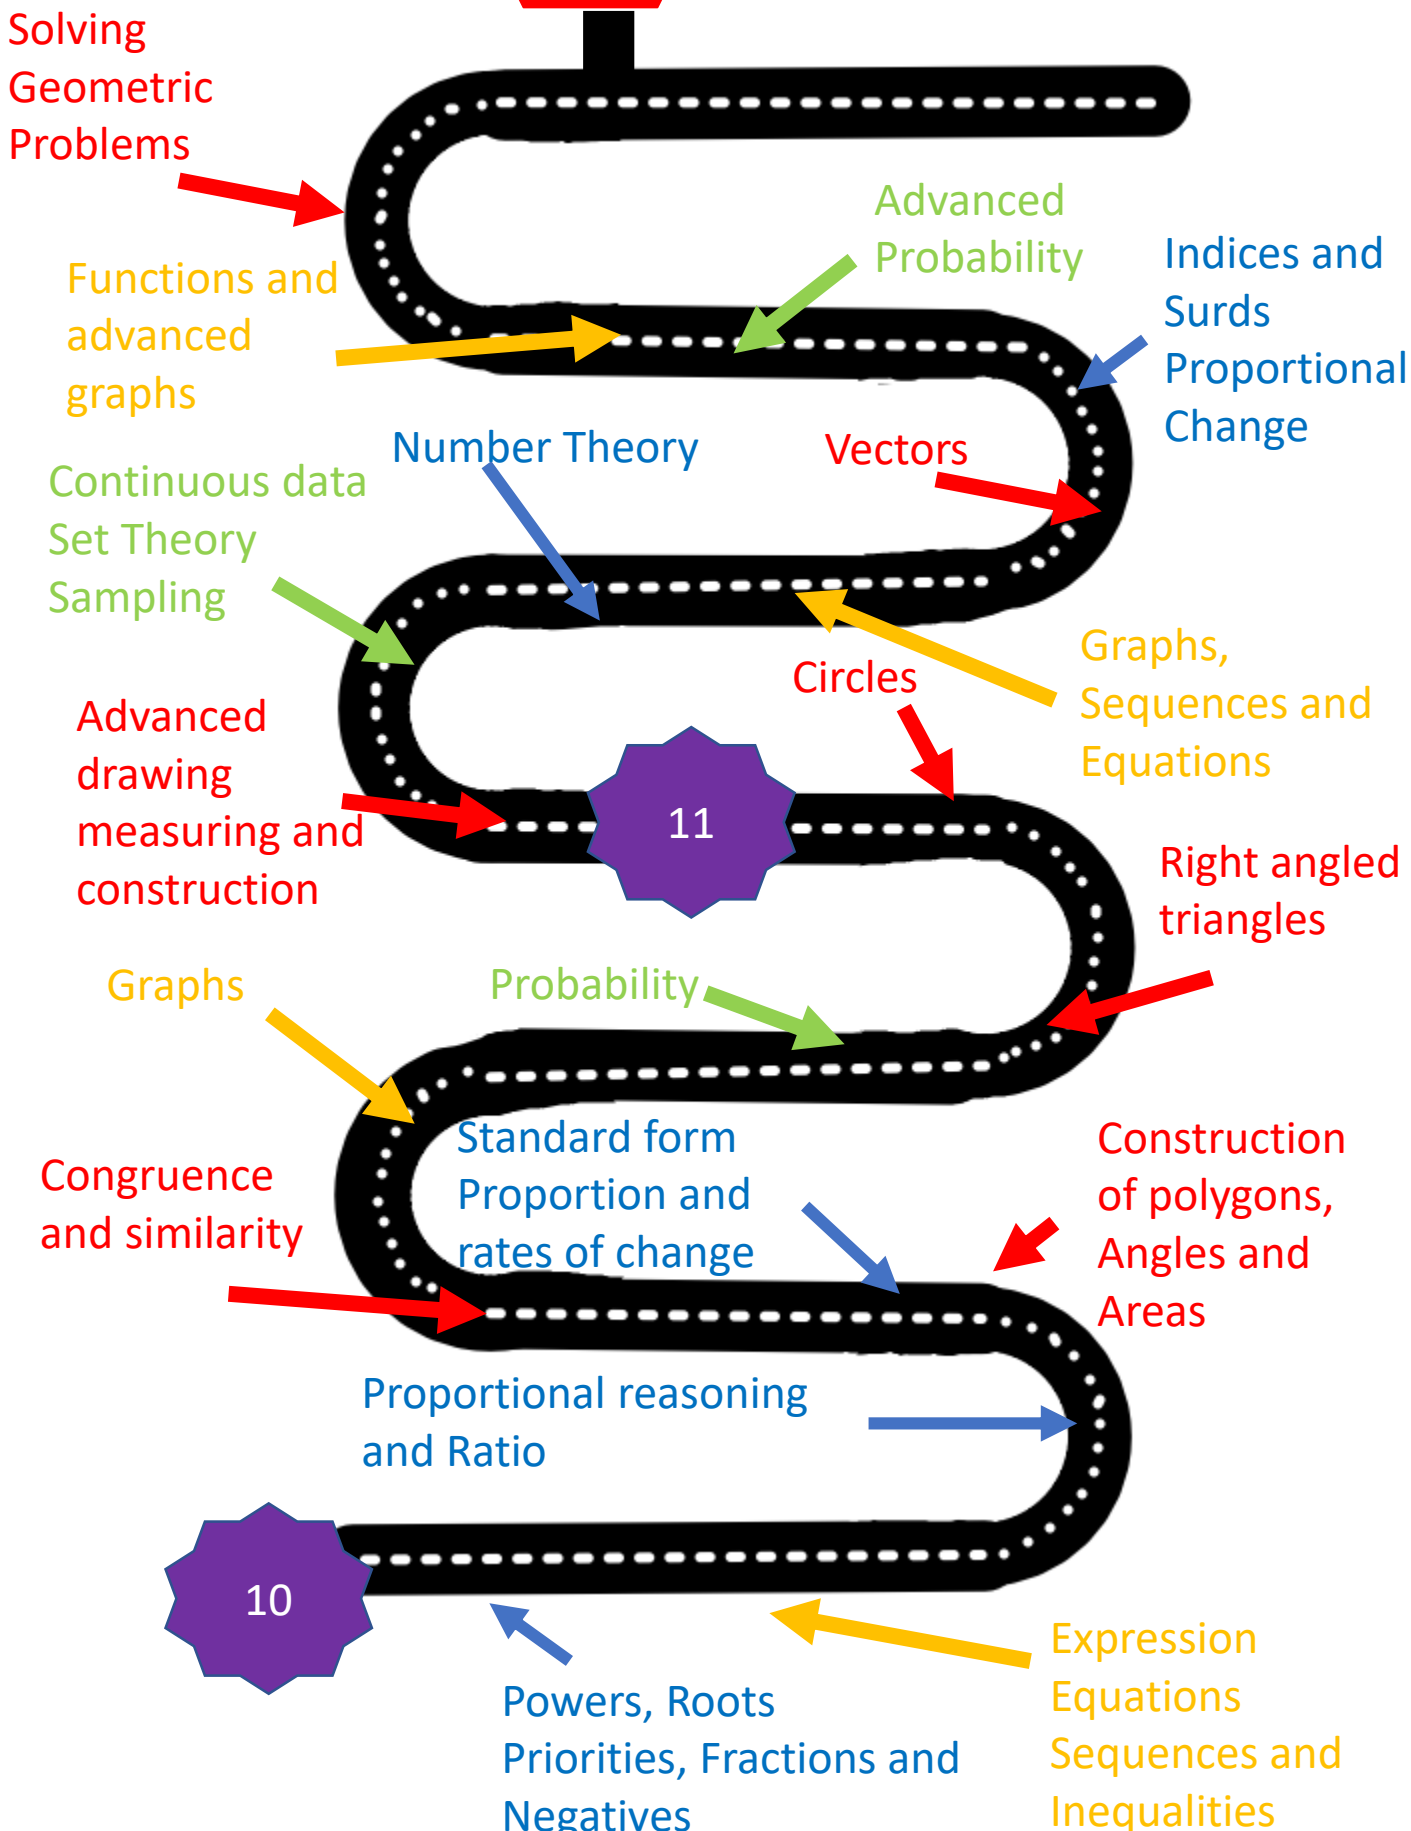 Solving
Geometric
Problems
Advanced
Probability
Indices and
Surds
Proportional
Change
Functions and
advanced
graphs
Number Theory
Vectors
Continuous data
Set Theory
Sampling
Graphs,
Sequences and
Equations
Circles
Advanced
drawing
measuring and
construction
11
Right angled
triangles
Graphs
Probability
Standard form
Proportion and
rates of change
Construction
of polygons,
Angles and
Areas
Congruence
and similarity
Proportional reasoning
and Ratio
10
Expression
Equations
Sequences and
Inequalities
Powers, Roots
Priorities, Fractions and
Negatives